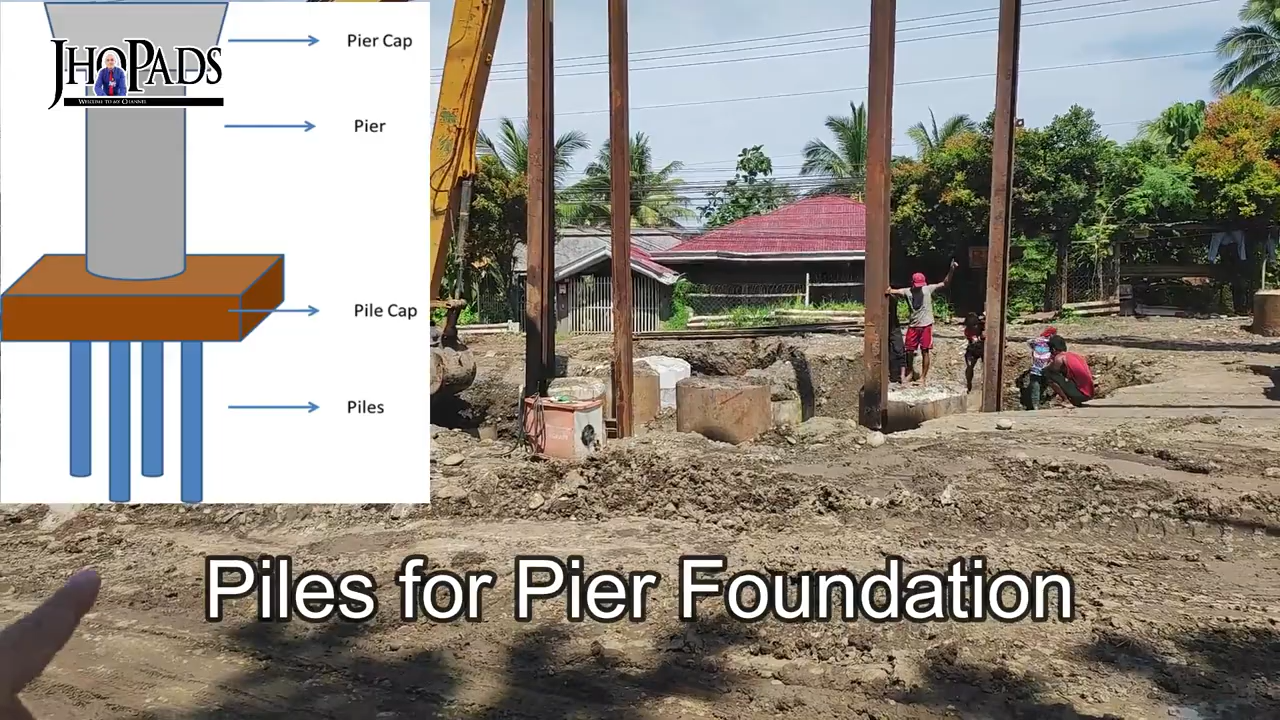 Pier Cap
JHOPADS
WELCOME TO MY CHANNEL
Pier
Pile Cap
Piles
Piles for Pier Foundation